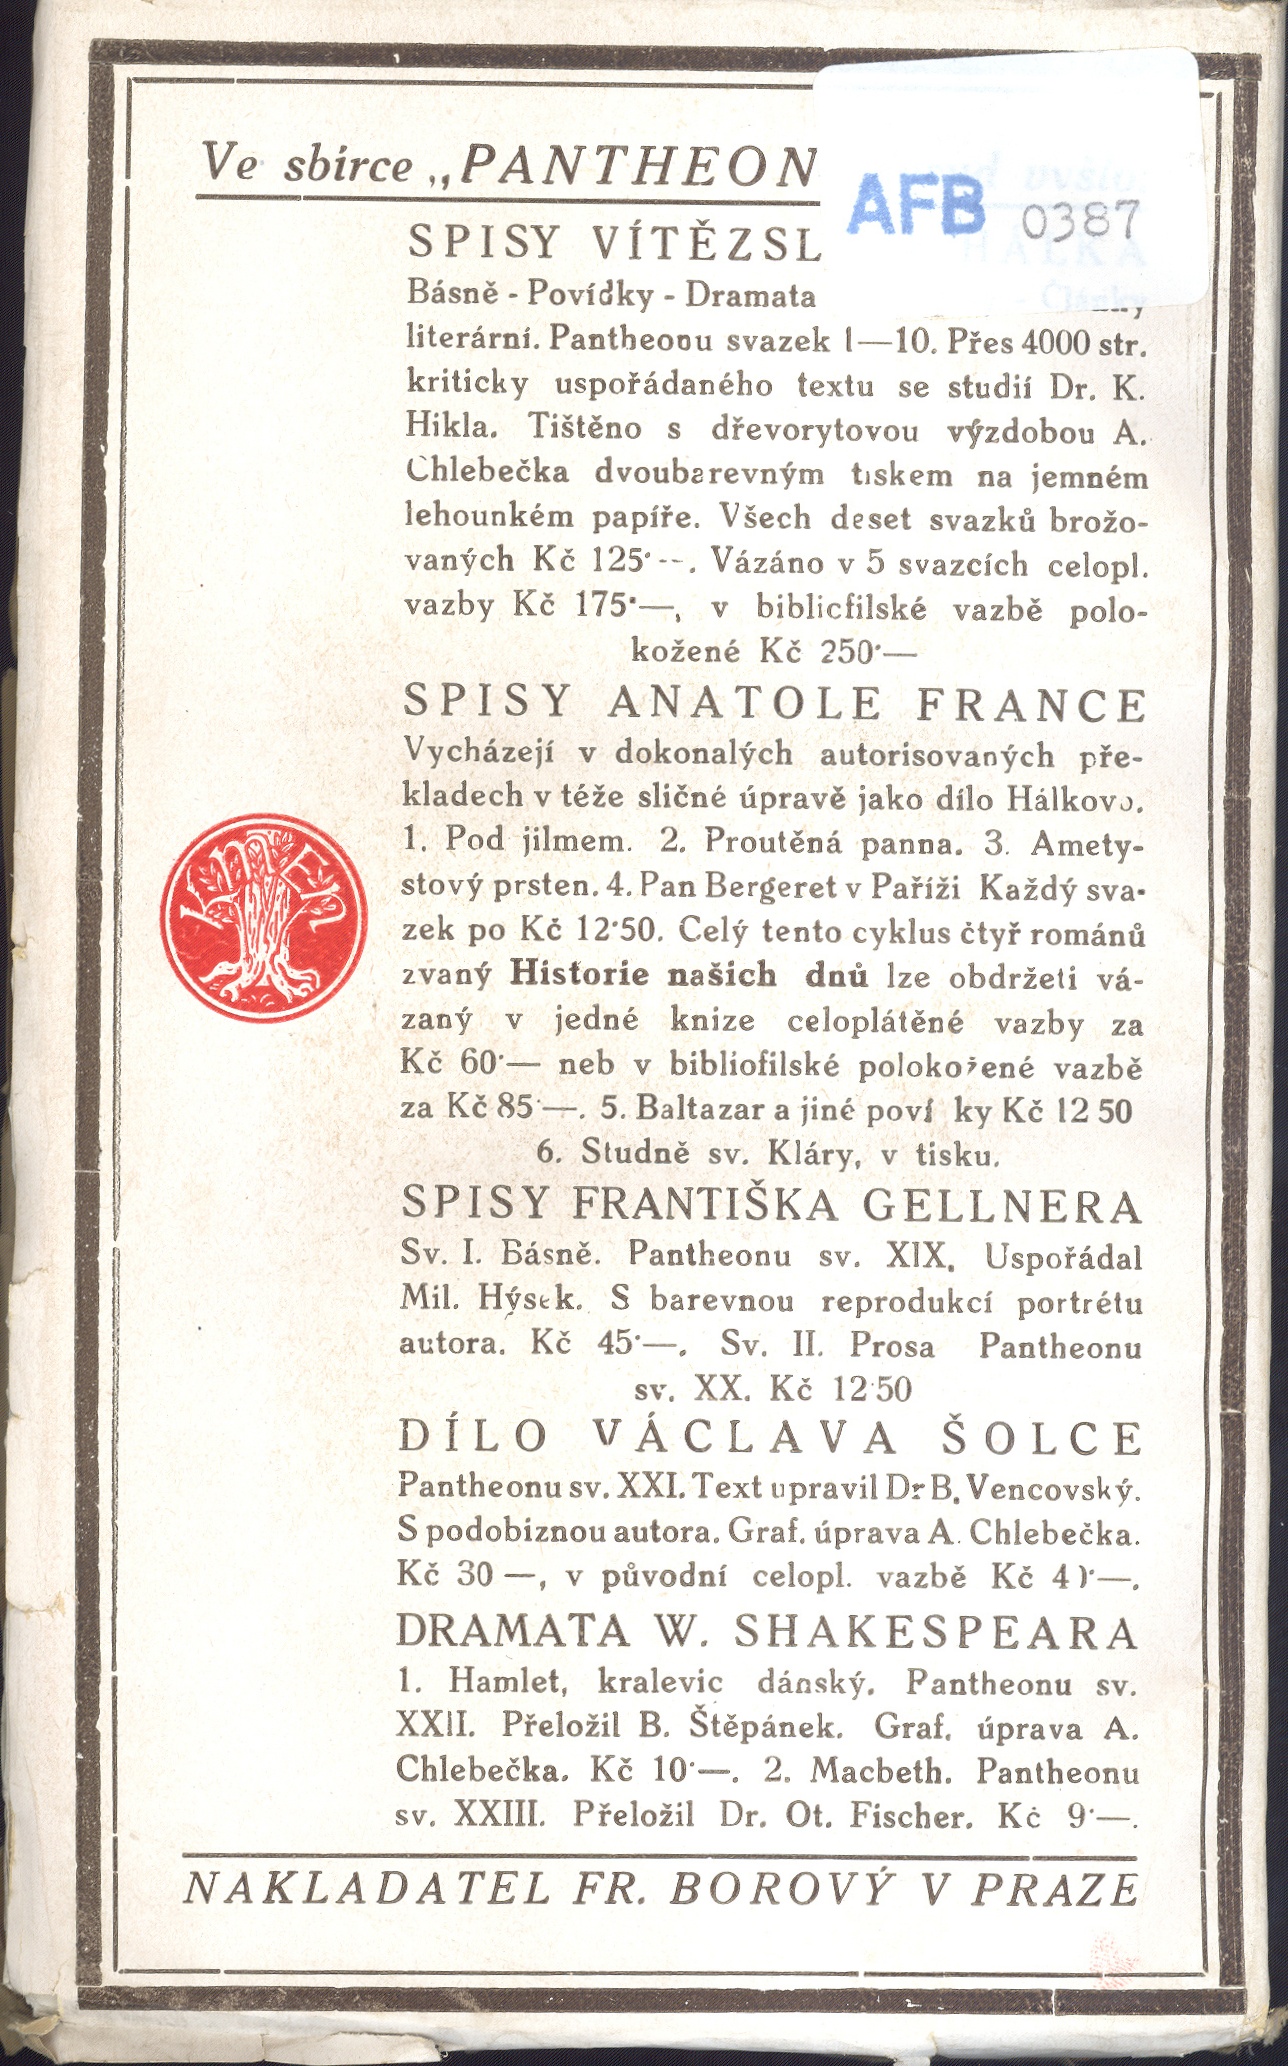 Ve sbírce „PANTHEON
AFB 0387
SPISY VÍTĚZSL HÁLKA
Básně - Povídky - Dramata - Články
literární. Pantheonu svazek 1—10. Přes 4000 str.
kriticky uspořádaného textu se studií Dr. K.
Hikla. Tištěno s dřevorytovou výzdobou A.
Chlebečka dvoubarevným tiskem na jemném
lehounkém papíře. Všech deset svazků brožo-
vaných Kč 125·--. Vázáno v 5 svazcích celopl.
vazby Kč 175·—, v bibliofilské vazbě polo-
kožené Kč 250·—
SPISY ANATOLE FRANCE
Vycházejí v dokonalých autorisovaných pře-
kladech v téže sličné úpravě jako dílo Hálkovo.
1. Pod jilmem. 2. Proutěná panna. 3. Amety-
stový prsten. 4. Pan Bergeret v Paříži Každý sva-
zek po Kč 12·50. Celý tento cyklus čtyř románů
zvaný Historie našich dnů lze obdržeti vá-
zaný v jedné knize celoplátěné vazby za
Kč 60·— neb v bibliofilské polokožené vazbě
za Kč 85·—. 5. Baltazar a jiné poví ky Kč 12 50
6. Studně sv. Kláry, v tisku.
KMEN
SPISY FRANTIŠKA GELLNERA
Sv. I. Básně. Pantheonu sv. XIX. Uspořádal
Mil. Hýsek. S barevnou reprodukcí portrétu
autora. Kč 45·—. Sv. II. Prosa Pantheonu
sv. XX. Kč 12·50
DÍLO VÁCLAVA ŠOLCE
Pantheonu sv. XXI. Text upravil Dr B. Vencovský.
S podobiznou autora. Graf. úprava A. Chlebečka.
Kč 30 —, v původní celopl. vazbě Kč 40·—.
DRAMATA W. SHAKESPEARA
1. Hamlet, kralevic dánský. Pantheonu sv.
XXII. Přeložil B. Štěpánek. Graf. úprava A.
Chlebečka. Kč 10·—. 2. Macbeth. Pantheonu
sv. XXIII. Přeložil Dr. Ot. Fischer. Kč 9·—.
NAKLADATEL FR. BOROVÝ V PRAZE